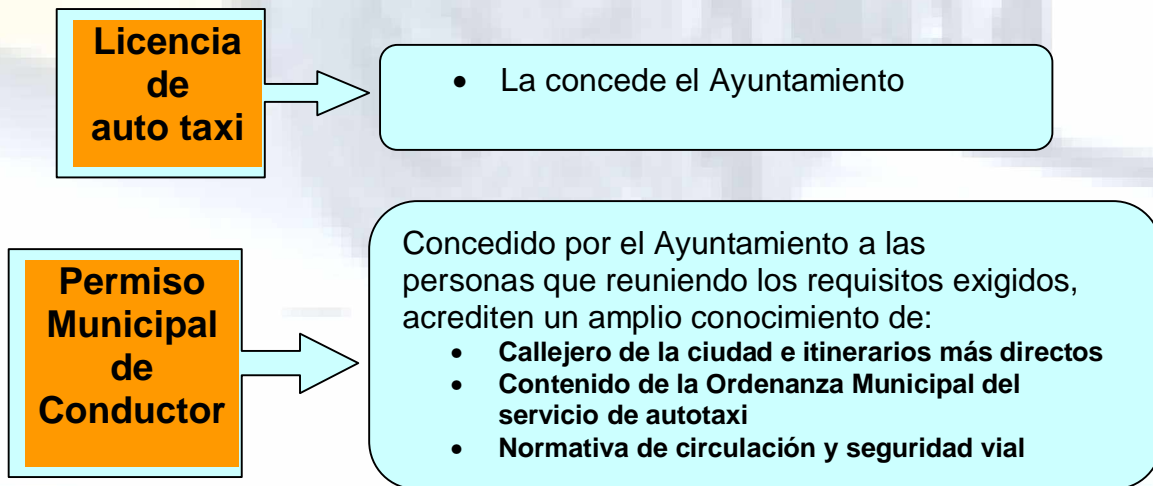 Licencia
de
auto taxi
• La concede el Ayuntamiento
Permiso
Municipal
de
Conductor
Concedido por el Ayuntamiento a las
personas que reuniendo los requisitos exigidos,
acrediten un amplio conocimiento de:
• Callejero de la ciudad e itinerarios más directos
• Contenido de la Ordenanza Municipal del
servicio de autotaxi
• Normativa de circulación y seguridad vial